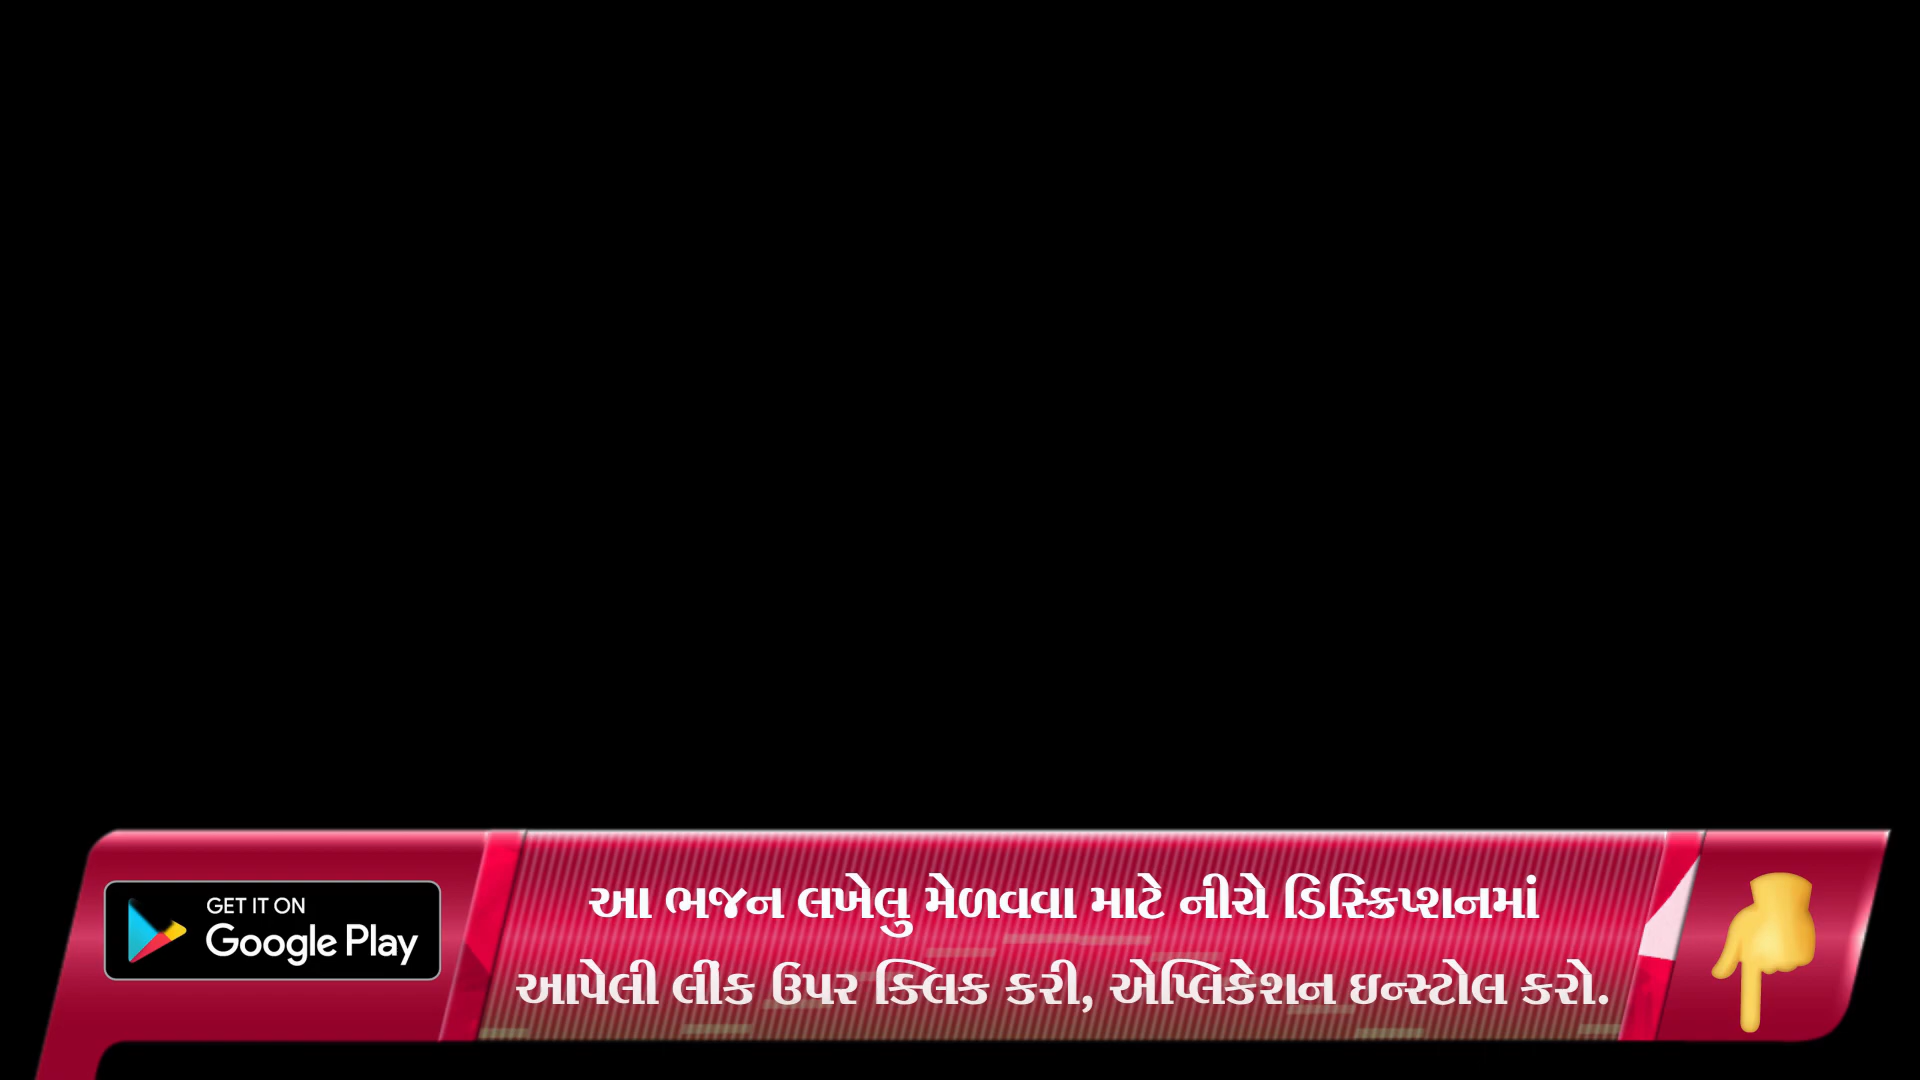 GET IT ON
Google Play
આ ભજન લખેલુ મેળવવા માટે નીચે ડિસ્ક્રિપ્શનમાં
આપેલી લીંક ઉપર ક્લિક કરી, એપ્લિકેશન ઇન્સ્ટોલ કરો.